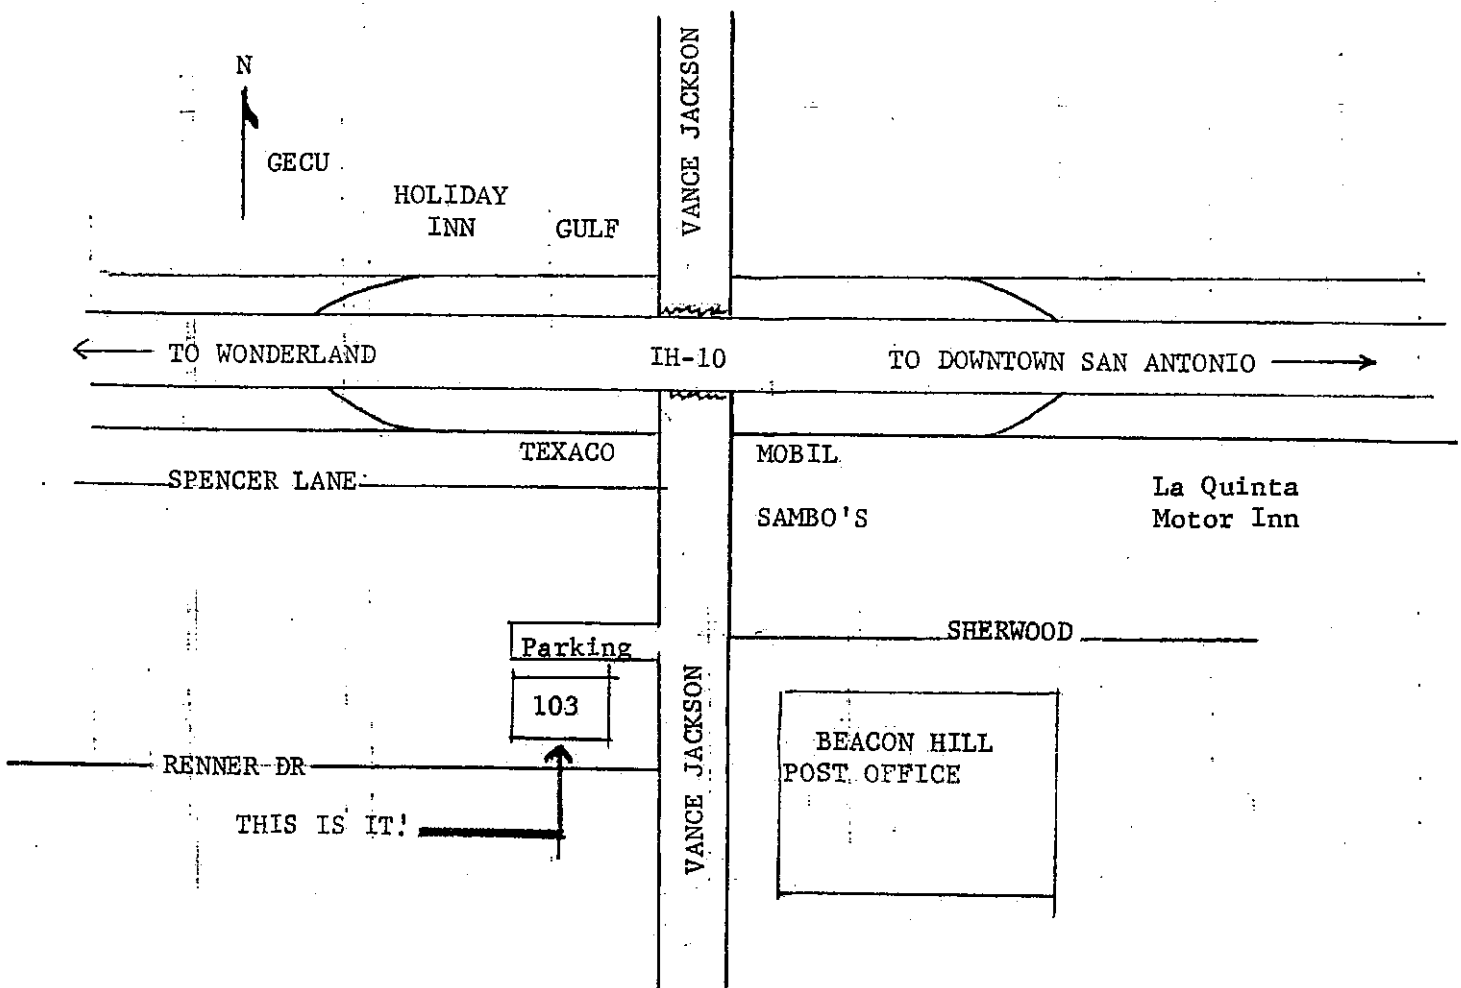 N
VANCE JACKSON
GECU
HOLIDAY
INN
GULF
TO WONDERLAND
IH-10
TO DOWNTOWN SAN ANTONIO
TEXACO
MOBIL
SPENCER LANE
La Quinta
Motor Inn
SAMBO'S
Parking
SHERWOOD
103
VANCE JACKSON
BEACON HILL
POST OFFICE
RENNER DR
THIS IS IT!